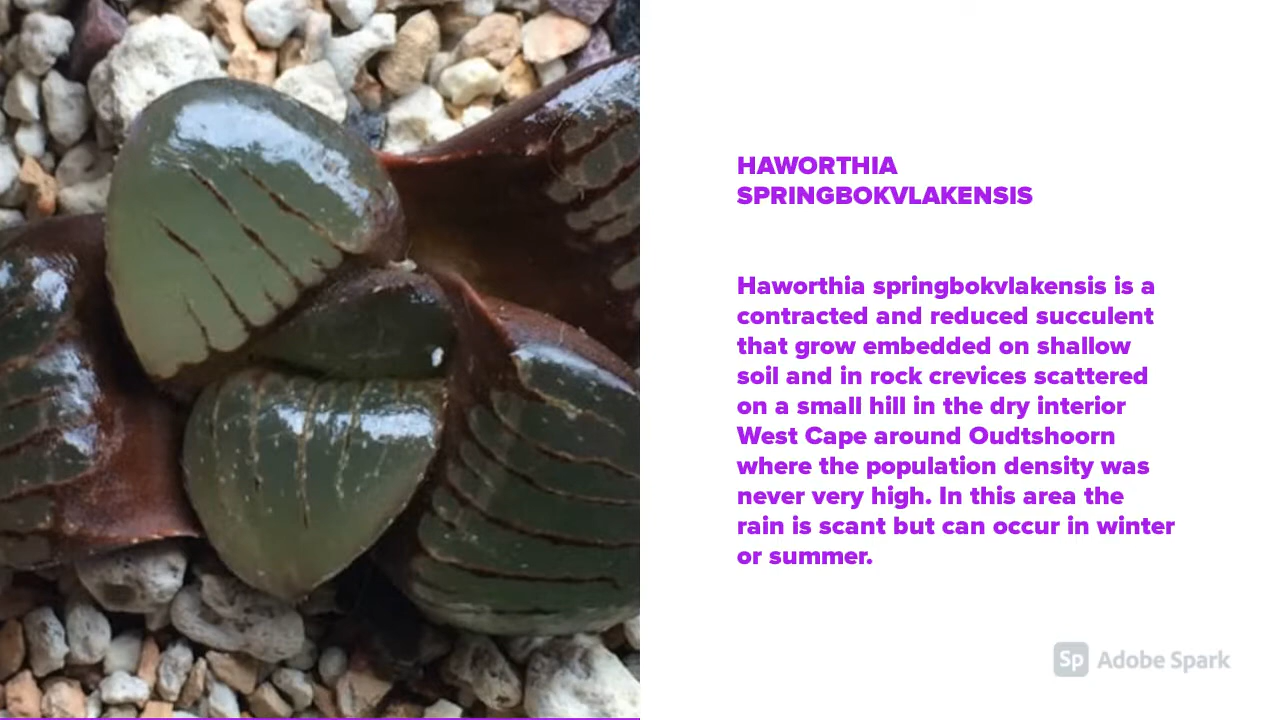 HAWORTHIA
SPRINGBOKVLAKENSIS
Haworthia springbokvlakensis is a
contracted and reduced succulent
that grow embedded on shallow
soil and in rock crevices scattered
on a small hill in the dry interior
West Cape around Oudtshoorn
where the population density was
never very high. In this area the
rain is scant but can occur in winter
or summer.
Sp Adobe Spark